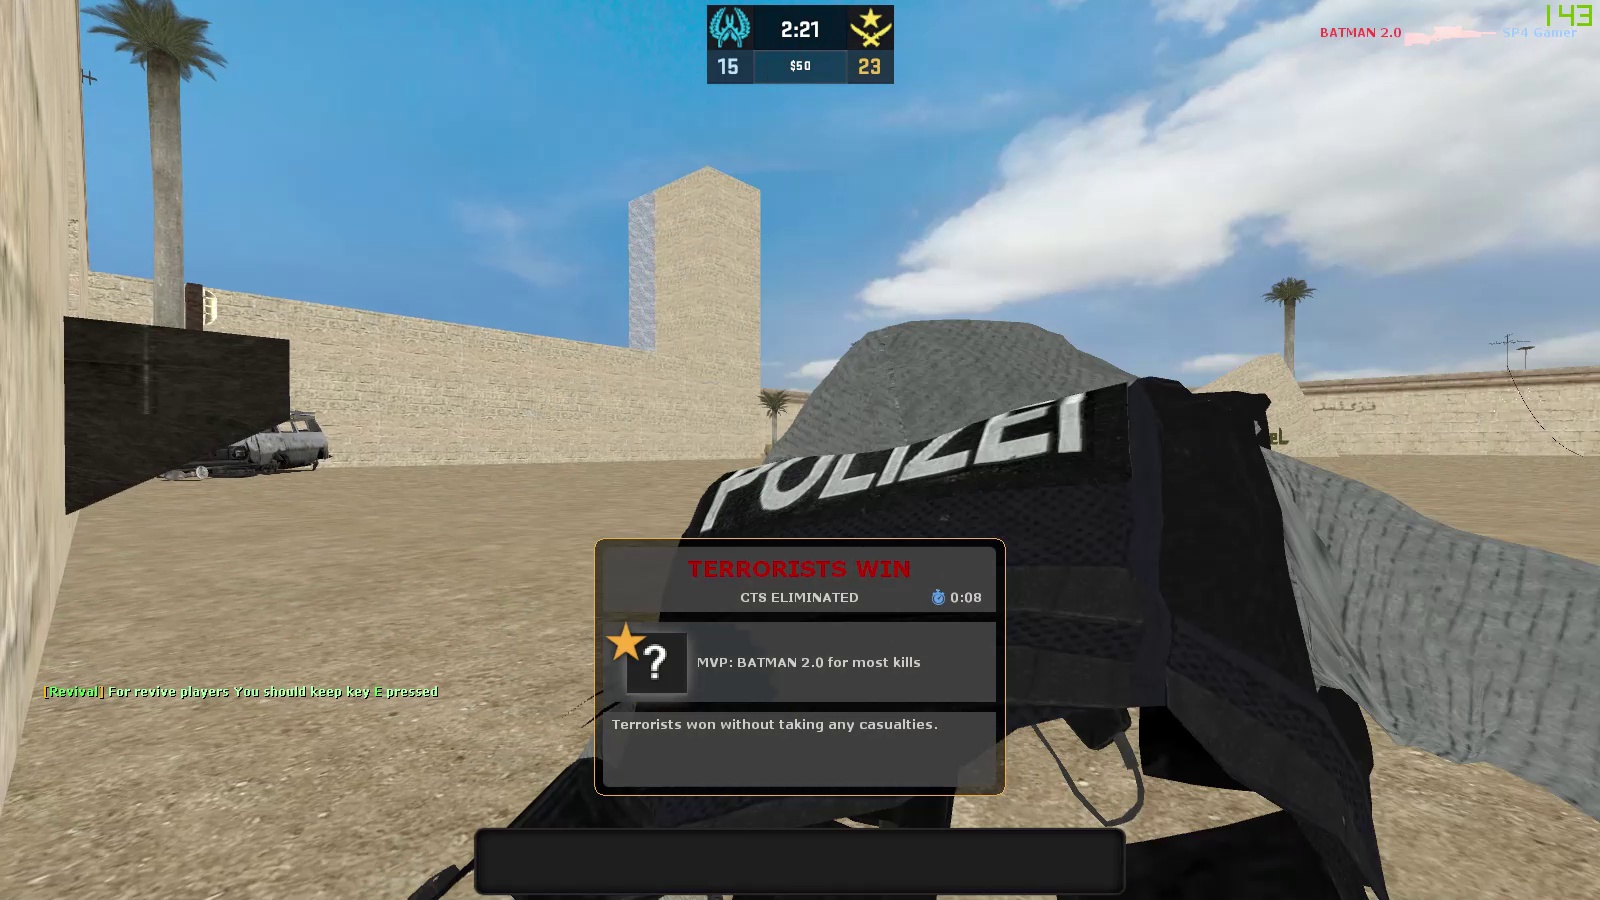 143
2:21
BATMAN 2.0 SP4 Gamer
15 $50 23
POLIZEI
TERRORISTS WIN
CTS ELIMINATED 0:08
?
MVP: BATMAN 2.0 for most kills
[Revival] For revive players You should keep key E pressed
Terrorists won without taking any casualties.